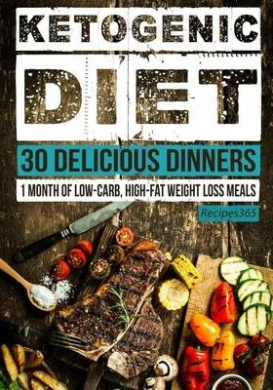 KETOGENIC
DIET
30 DELICIOUS DINNERS
1 MONTH OF LOW-CARB, HIGH-FAT WEIGHT LOSS MEALS
Recipes365